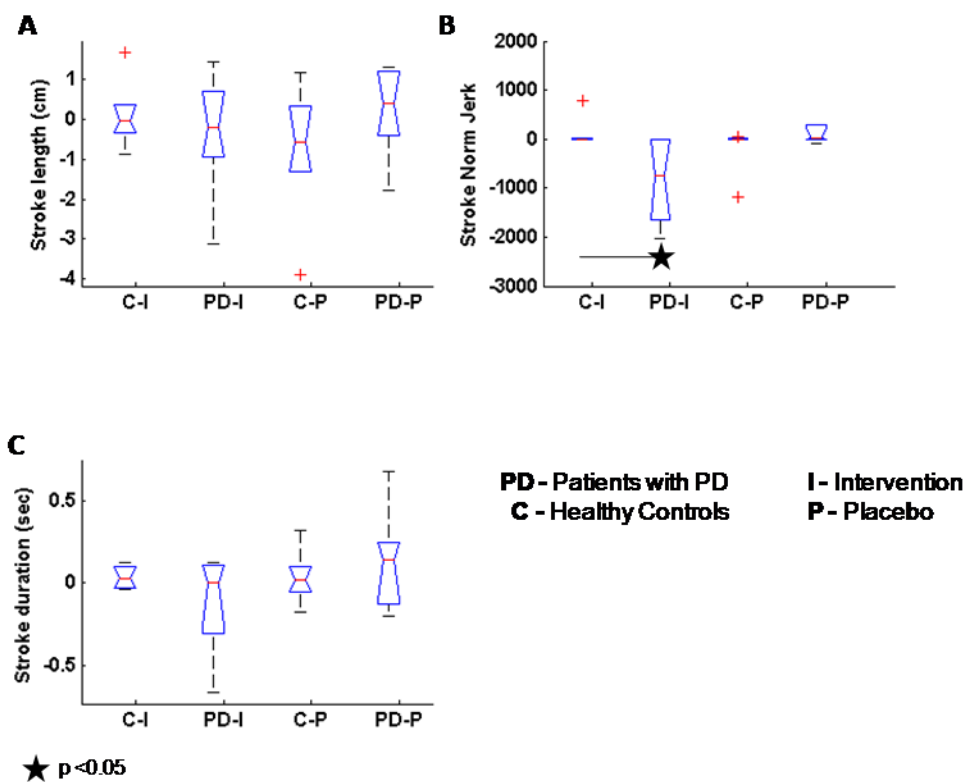 A
Stroke length (cm)
1
0
-1
-2
-3
-4
C-I PD-I C-P PD-P
B
Stroke Norm Jerk
2000
1000
0
-1000
-2000
-3000
C-I PD-I C-P PD-P
C
Stroke duration (sec)
0.5
0
-0.5
C-I PD-I C-P PD-P
PD - Patients with PD I - Intervention
C - Healthy Controls P - Placebo
★ p <0.05